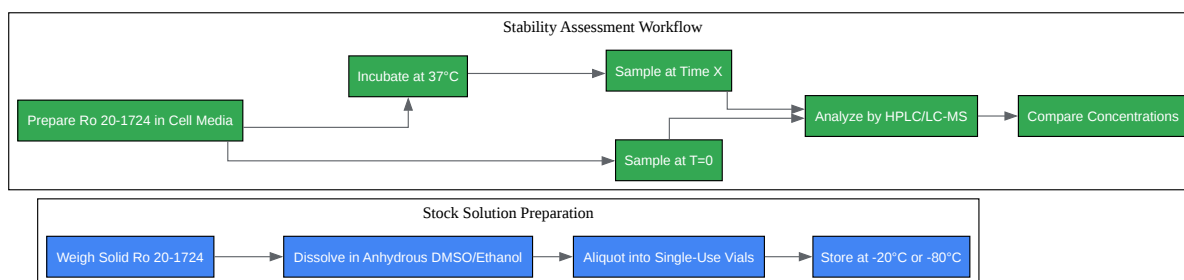 Stability Assessment Workflow
Prepare Ro 20-1724 in Cell Media
Incubate at 37°C
Sample at Time X
Sample at T=0
Analyze by HPLC/LC-MS
Compare Concentrations
Stock Solution Preparation
Weigh Solid Ro 20-1724
Dissolve in Anhydrous DMSO/Ethanol
Aliquot into Single-Use Vials
Store at -20°C or -80°C